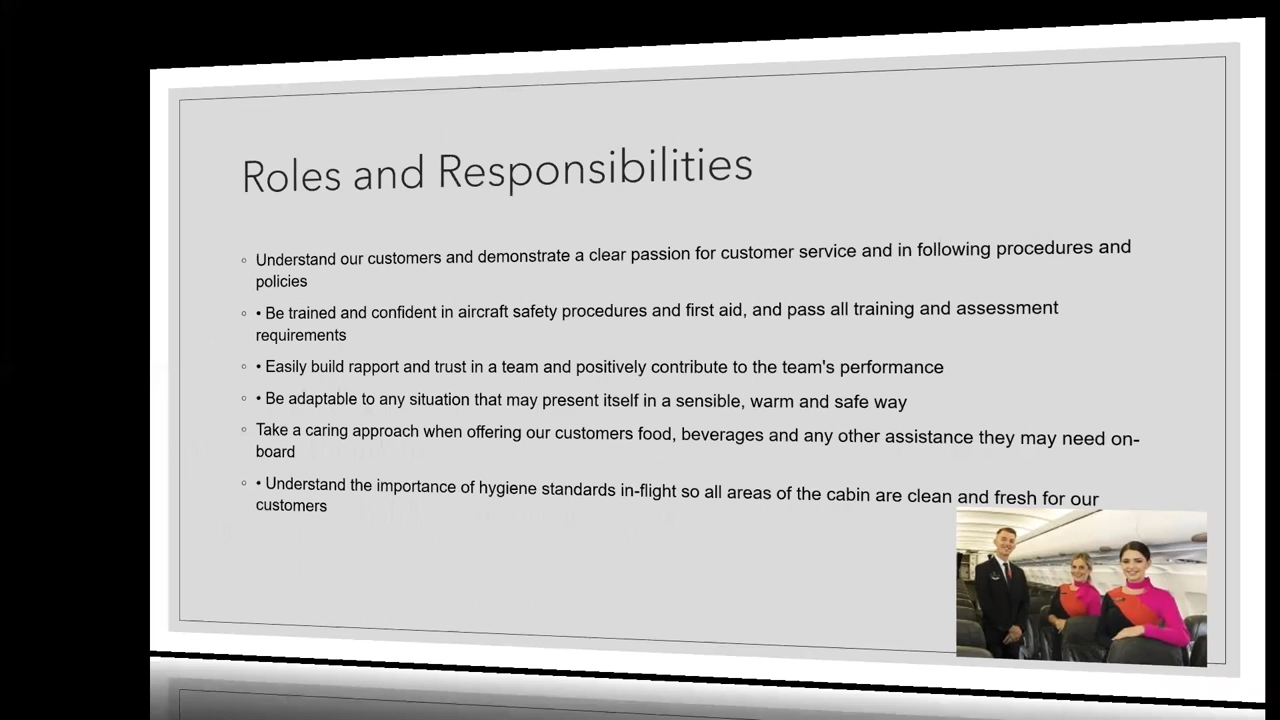 Roles and Responsibilities
◦ Understand our customers and demonstrate a clear passion for customer service and in following procedures and
policies
◦ • Be trained and confident in aircraft safety procedures and first aid, and pass all training and assessment
requirements
◦ • Easily build rapport and trust in a team and positively contribute to the team's performance
◦ • Be adaptable to any situation that may present itself in a sensible, warm and safe way
◦ Take a caring approach when offering our customers food, beverages and any other assistance they may need on-
board
◦ • Understand the importance of hygiene standards in-flight so all areas of the cabin are clean and fresh for our
customers